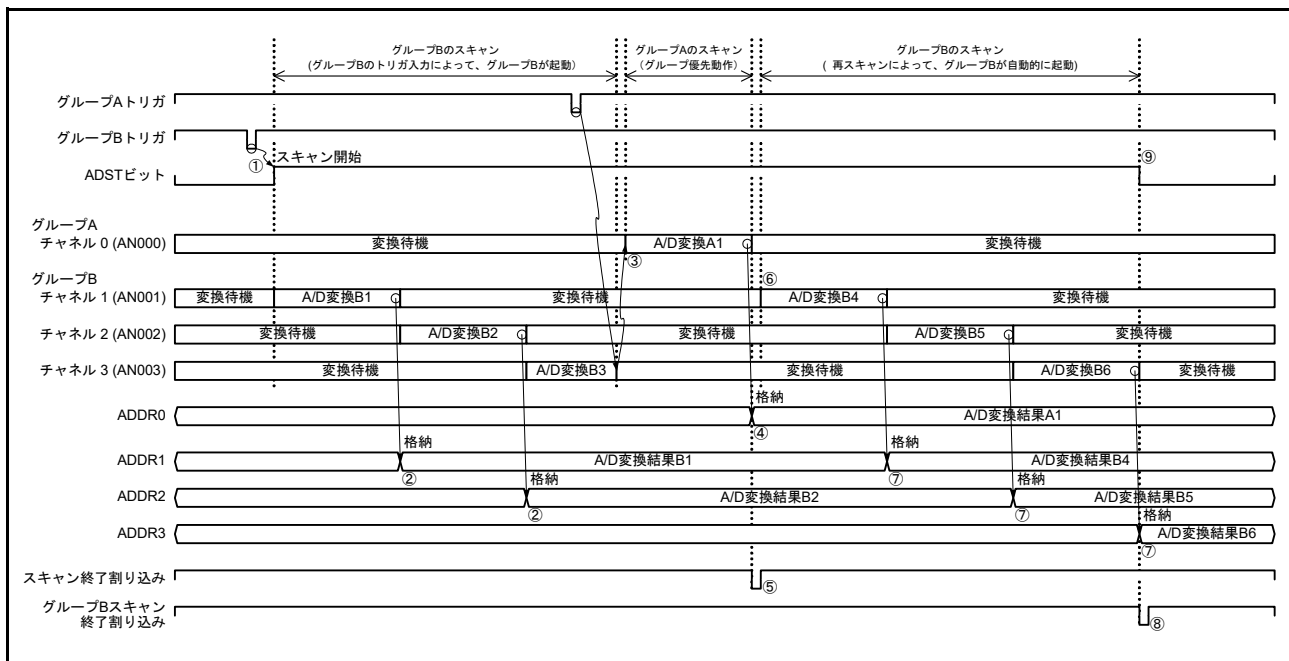 グループBのスキャン
(グループBのトリガ入力によって、グループBが起動)
グループAのスキャン
(グループ優先動作)
グループBのスキャン
( 再スキャンによって、グループBが自動的に起動)
グループAトリガ
グループBトリガ
① スキャン開始 ⑨
ADSTビット
グループA
チャネル 0 (AN000) 変換待機 A/D変換A1 変換待機
③
グループB ⑥
チャネル 1 (AN001) 変換待機 A/D変換B1 変換待機 A/D変換B4 変換待機
チャネル 2 (AN002) 変換待機 A/D変換B2 変換待機 A/D変換B5 変換待機
チャネル 3 (AN003) 変換待機 A/D変換B3 変換待機 A/D変換B6 変換待機
格納
ADDR0 A/D変換結果A1
④
格納 格納
ADDR1 A/D変換結果B1 A/D変換結果B4
② ⑦
格納 格納
ADDR2 A/D変換結果B2 A/D変換結果B5
② ⑦
格納
ADDR3 A/D変換結果B6
⑦
スキャン終了割り込み ⑤
グループBスキャン
終了割り込み ⑧